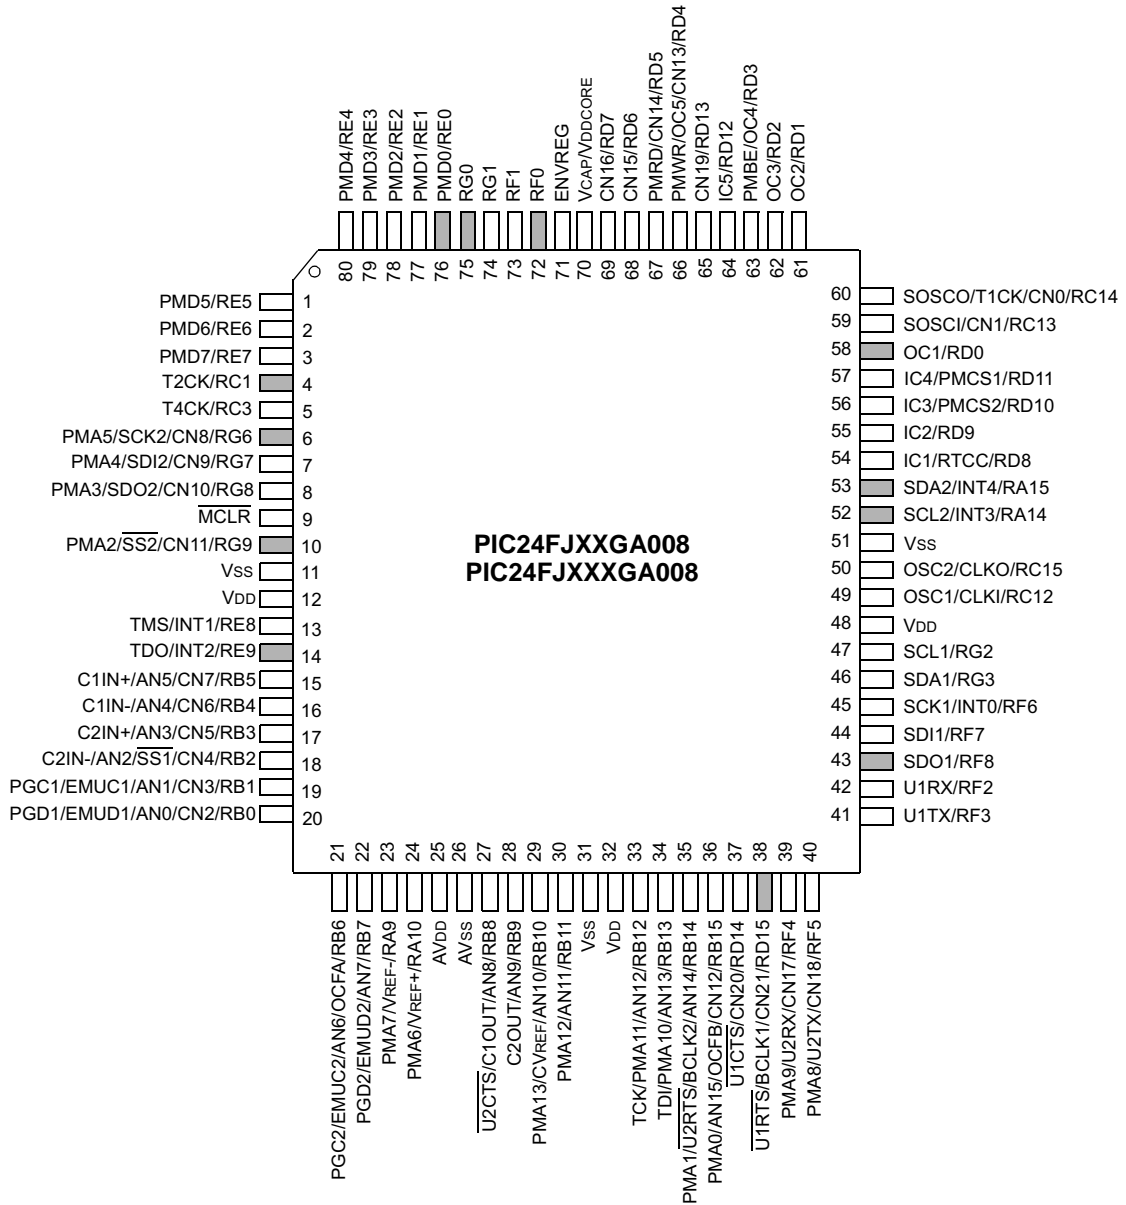 PMD4/RE4
PMD3/RE3
PMD2/RE2
PMD1/RE1
PMD0/RE0
RG0
RG1
RF1
RF0
ENVREG
VCAP/VDDCORE
CN16/RD7
CN15/RD6
PMRD/CN14/RD5
PMWR/OC5/CN13/RD4
CN19/RD13
IC5/RD12
PMBE/OC4/RD3
OC3/RD2
OC2/RD1
80
79
78
77
76
75
74
73
72
71
70
69
68
67
66
65
64
63
62
61
PMD5/RE5 1
PMD6/RE6 2
PMD7/RE7 3
T2CK/RC1 4
T4CK/RC3 5
PMA5/SCK2/CN8/RG6 6
PMA4/SDI2/CN9/RG7 7
PMA3/SDO2/CN10/RG8 8
MCLR 9
PMA2/SS2/CN11/RG9 10
VSS 11
VDD 12
TMS/INT1/RE8 13
TDO/INT2/RE9 14
C1IN+/AN5/CN7/RB5 15
C1IN-/AN4/CN6/RB4 16
C2IN+/AN3/CN5/RB3 17
C2IN-/AN2/SS1/CN4/RB2 18
PGC1/EMUC1/AN1/CN3/RB1 19
PGD1/EMUD1/AN0/CN2/RB0 20
PIC24FJXXGA008
PIC24FJXXXGA008
60 SOSCO/T1CK/CN0/RC14
59 SOSCI/CN1/RC13
58 OC1/RD0
57 IC4/PMCS1/RD11
56 IC3/PMCS2/RD10
55 IC2/RD9
54 IC1/RTCC/RD8
53 SDA2/INT4/RA15
52 SCL2/INT3/RA14
51 VSS
50 OSC2/CLKO/RC15
49 OSC1/CLKI/RC12
48 VDD
47 SCL1/RG2
46 SDA1/RG3
45 SCK1/INT0/RF6
44 SDI1/RF7
43 SDO1/RF8
42 U1RX/RF2
41 U1TX/RF3
21
22
23
24
25
26
27
28
29
30
31
32
33
34
35
36
37
38
39
40
PGC2/EMUC2/AN6/OCFA/RB6
PGD2/EMUD2/AN7/RB7
PMA7/VREF-/RA9
PMA6/VREF+/RA10
AVDD
AVSS
U2CTS/C1OUT/AN8/RB8
C2OUT/AN9/RB9
PMA13/CVREF/AN10/RB10
PMA12/AN11/RB11
VSS
VDD
TCK/PMA11/AN12/RB12
TDI/PMA10/AN13/RB13
PMA1/U2RTS/BCLK2/AN14/RB14
PMA0/AN15/OCFB/CN12/RB15
U1CTS/CN20/RD14
U1RTS/BCLK1/CN21/RD15
PMA9/U2RX/CN17/RF4
PMA8/U2TX/CN18/RF5